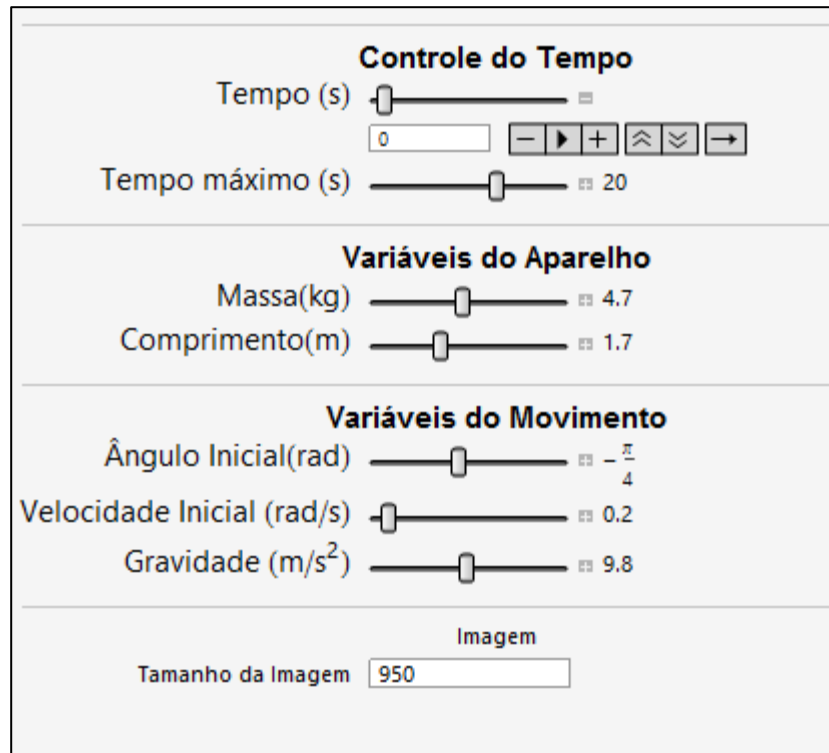 Controle do Tempo
Tempo (s)
0
Tempo máximo (s) 20
Variáveis do Aparelho
Massa(kg) 4.7
Comprimento(m) 1.7
Variáveis do Movimento
Ângulo Inicial(rad) - π/4
Velocidade Inicial (rad/s) 0.2
Gravidade (m/s²) 9.8
Imagem
Tamanho da Imagem 950